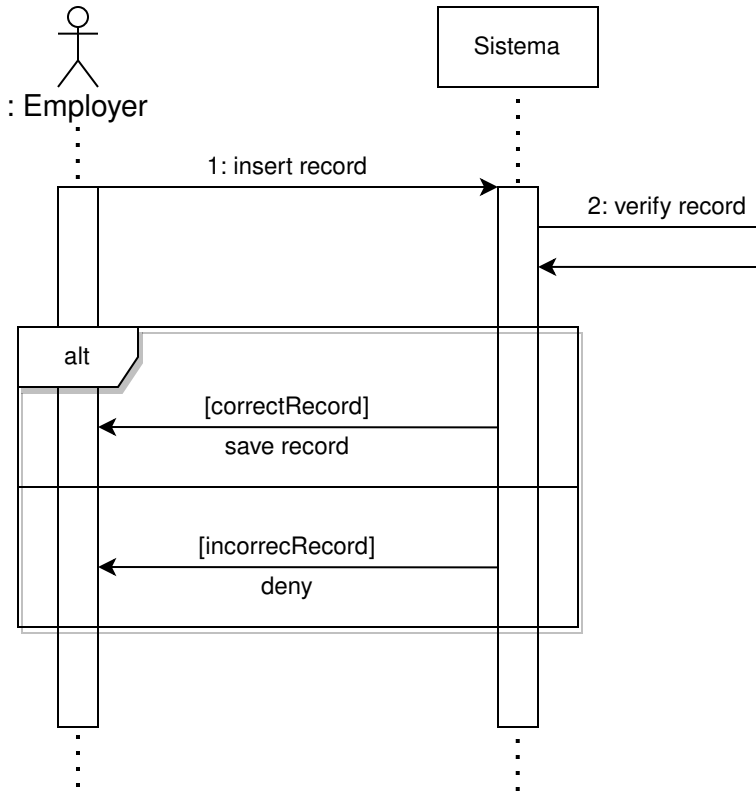 Sistema
: Employer
1: insert record
2: verify record
alt
[correctRecord]
save record
[incorrecRecord]
deny